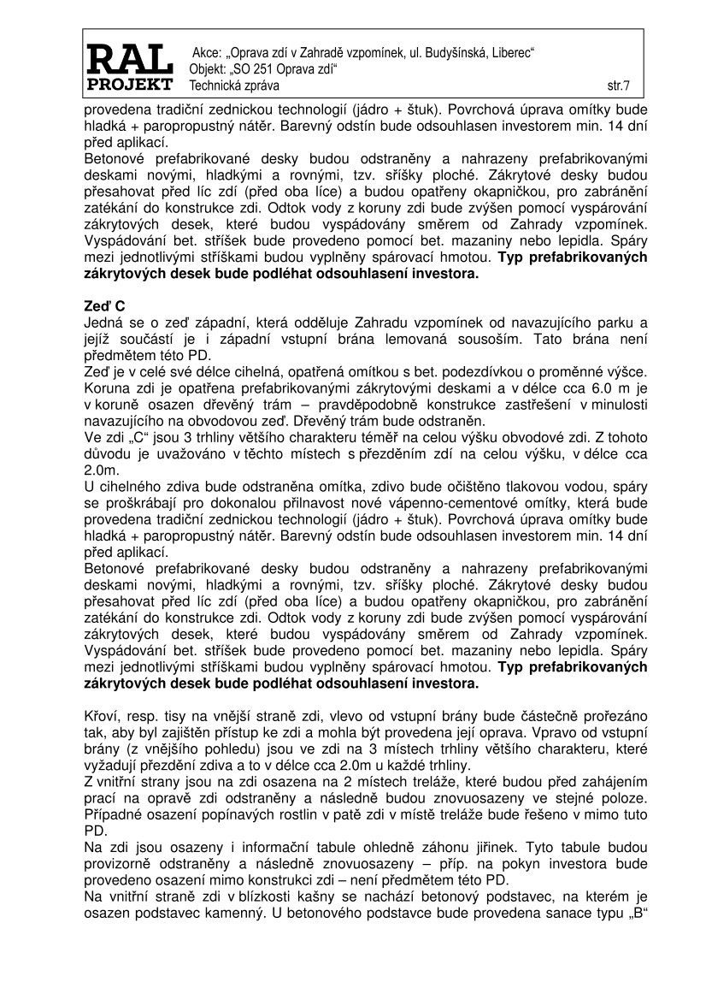 RAL
PROJEKT
Akce: „Oprava zdí v Zahradě vzpomínek, ul. Budyšínská, Liberec“
Objekt: „SO 251 Oprava zdí“
Technická zpráva str.7
provedena tradiční zednickou technologií (jádro + štuk). Povrchová úprava omítky bude
hladká + paropropustný nátěr. Barevný odstín bude odsouhlasen investorem min. 14 dní
před aplikací.
Betonové prefabrikované desky budou odstraněny a nahrazeny prefabrikovanými
deskami novými, hladkými a rovnými, tzv. sříšky ploché. Zákrytové desky budou
přesahovat před líc zdí (před oba líce) a budou opatřeny okapničkou, pro zabránění
zatékání do konstrukce zdi. Odtok vody z koruny zdi bude zvýšen pomocí vyspárování
zákrytových desek, které budou vyspádovány směrem od Zahrady vzpomínek.
Vyspádování bet. stříšek bude provedeno pomocí bet. mazaniny nebo lepidla. Spáry
mezi jednotlivými stříškami budou vyplněny spárovací hmotou. Typ prefabrikovaných
zákrytových desek bude podléhat odsouhlasení investora.
Zeď C
Jedná se o zeď západní, která odděluje Zahradu vzpomínek od navazujícího parku a
jejíž součástí je i západní vstupní brána lemovaná sousoším. Tato brána není
předmětem této PD.
Zeď je v celé své délce cihelná, opatřená omítkou s bet. podezdívkou o proměnné výšce.
Koruna zdi je opatřena prefabrikovanými zákrytovými deskami a v délce cca 6.0 m je
v koruně osazen dřevěný trám – pravděpodobně konstrukce zastřešení v minulosti
navazujícího na obvodovou zeď. Dřevěný trám bude odstraněn.
Ve zdi „C“ jsou 3 trhliny většího charakteru téměř na celou výšku obvodové zdi. Z tohoto
důvodu je uvažováno v těchto místech s přezděním zdí na celou výšku, v délce cca
2.0m.
U cihelného zdiva bude odstraněna omítka, zdivo bude očištěno tlakovou vodou, spáry
se proškrábají pro dokonalou přilnavost nové vápenno-cementové omítky, která bude
provedena tradiční zednickou technologií (jádro + štuk). Povrchová úprava omítky bude
hladká + paropropustný nátěr. Barevný odstín bude odsouhlasen investorem min. 14 dní
před aplikací.
Betonové prefabrikované desky budou odstraněny a nahrazeny prefabrikovanými
deskami novými, hladkými a rovnými, tzv. sříšky ploché. Zákrytové desky budou
přesahovat před líc zdí (před oba líce) a budou opatřeny okapničkou, pro zabránění
zatékání do konstrukce zdi. Odtok vody z koruny zdi bude zvýšen pomocí vyspárování
zákrytových desek, které budou vyspádovány směrem od Zahrady vzpomínek.
Vyspádování bet. stříšek bude provedeno pomocí bet. mazaniny nebo lepidla. Spáry
mezi jednotlivými stříškami budou vyplněny spárovací hmotou. Typ prefabrikovaných
zákrytových desek bude podléhat odsouhlasení investora.
Křoví, resp. tisy na vnější straně zdi, vlevo od vstupní brány bude částečně prořezáno
tak, aby byl zajištěn přístup ke zdi a mohla být provedena její oprava. Vpravo od vstupní
brány (z vnějšího pohledu) jsou ve zdi na 3 místech trhliny většího charakteru, které
vyžadují přezdění zdiva a to v délce cca 2.0m u každé trhliny.
Z vnitřní strany jsou na zdi osazena na 2 místech treláže, které budou před zahájením
prací na opravě zdi odstraněny a následně budou znovuosazeny ve stejné poloze.
Případné osazení popínavých rostlin v patě zdi v místě treláže bude řešeno v mimo tuto
PD.
Na zdi jsou osazeny i informační tabule ohledně záhonu jiřinek. Tyto tabule budou
provizorně odstraněny a následně znovuosazeny – příp. na pokyn investora bude
provedeno osazení mimo konstrukci zdi – není předmětem této PD.
Na vnitřní straně zdi v blízkosti kašny se nachází betonový podstavec, na kterém je
osazen podstavec kamenný. U betonového podstavce bude provedena sanace typu „B“